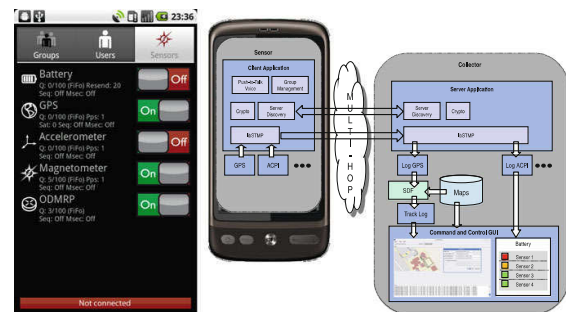 23:36
Groups Users Sensors
Battery
Q: 0/100 (FiFo) Resend: 20
Seq: Off Msec: Off
Off
GPS
Q: 0/100 (FiFo) Pps: 1
Sat: 0 Seq: Off Msec: Off
On
Accelerometer
Q: 0/100 (FiFo) Pps: 1
Seq: Off Msec: Off
Off
Magnetometer
Q: 5/100 (FiFo) Pps: 1
Seq: Off Msec: Off
On
ODMRP
Q: 3/100 (FiFo)
Seq: Off Msec: Off
On
Not connected
Sensor
Client Application
Push-to-Talk
Voice
Group
Management
Crypto
Server
Discovery
libSTMP
GPS
ACPI
MULTI HOP
Collector
Server Application
Server
Discovery
Crypto
libSTMP
Log GPS
Log ACPI
SDF
Maps
Track Log
Command and Control GUI
Battery
Sensor 1
Sensor 2
Sensor 3
Sensor 4